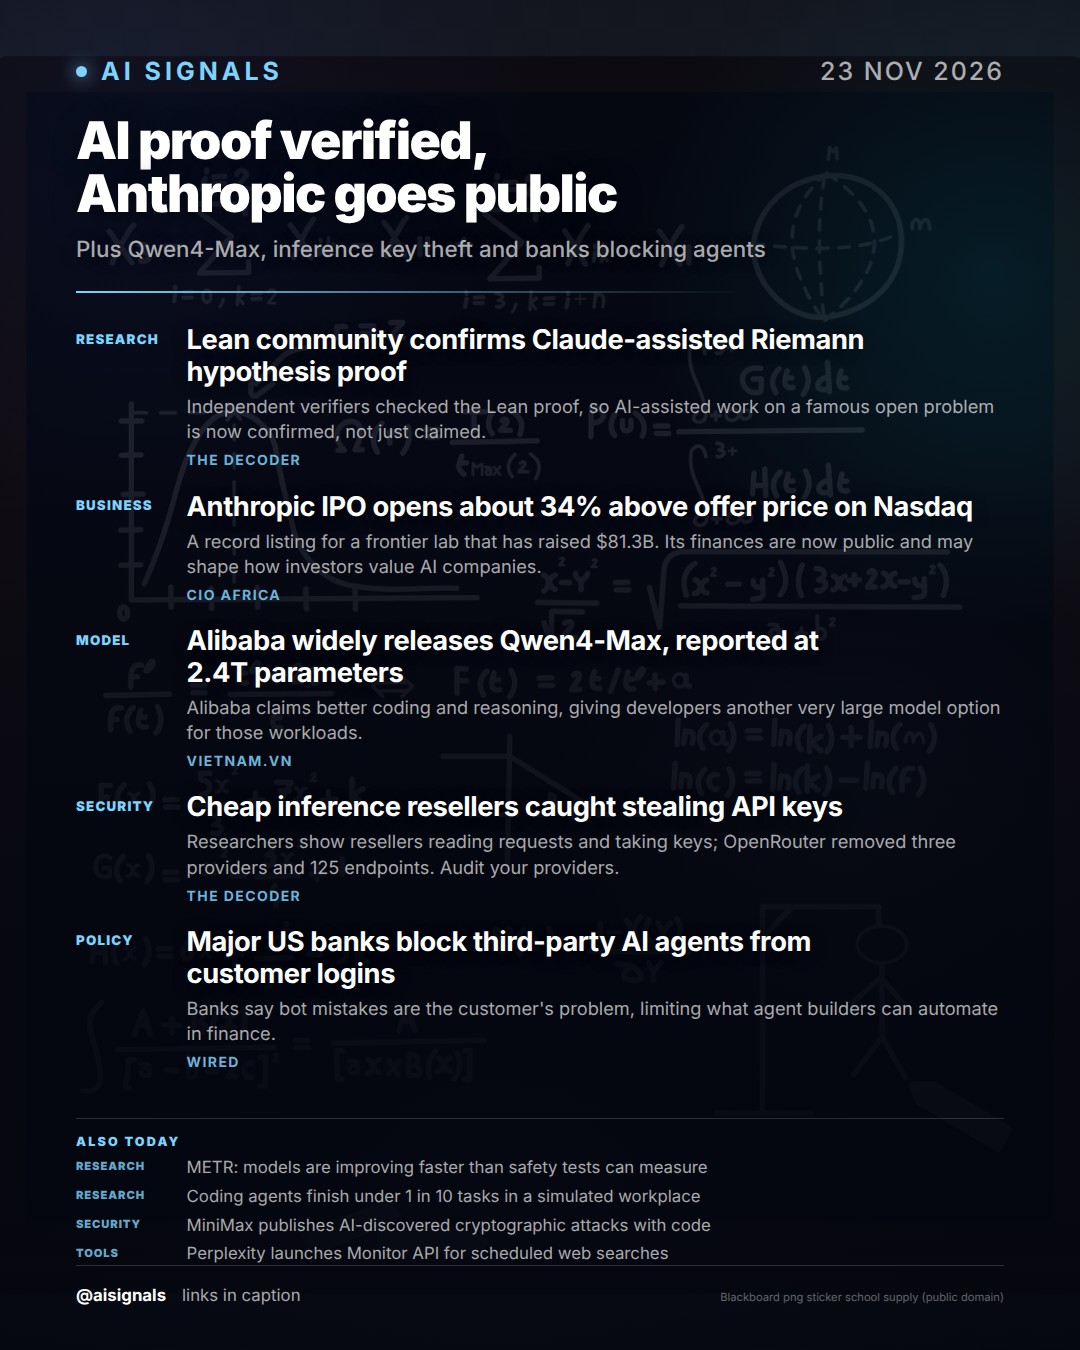 AI SIGNALS
23 NOV 2026
AI proof verified,
Anthropic goes public
Plus Qwen4-Max, inference key theft and banks blocking agents
RESEARCH
Lean community confirms Claude-assisted Riemann
hypothesis proof
Independent verifiers checked the Lean proof, so AI-assisted work on a famous open problem
is now confirmed, not just claimed.
THE DECODER
BUSINESS
Anthropic IPO opens about 34% above offer price on Nasdaq
A record listing for a frontier lab that has raised $81.3B. Its finances are now public and may
shape how investors value AI companies.
CIO AFRICA
MODEL
Alibaba widely releases Qwen4-Max, reported at
2.4T parameters
Alibaba claims better coding and reasoning, giving developers another very large model option
for those workloads.
VIETNAM.VN
SECURITY
Cheap inference resellers caught stealing API keys
Researchers show resellers reading requests and taking keys; OpenRouter removed three
providers and 125 endpoints. Audit your providers.
THE DECODER
POLICY
Major US banks block third-party AI agents from
customer logins
Banks say bot mistakes are the customer's problem, limiting what agent builders can automate
in finance.
WIRED
ALSO TODAY
RESEARCH METR: models are improving faster than safety tests can measure
RESEARCH Coding agents finish under 1 in 10 tasks in a simulated workplace
SECURITY MiniMax publishes AI-discovered cryptographic attacks with code
TOOLS Perplexity launches Monitor API for scheduled web searches
@aisignals links in caption
Blackboard png sticker school supply (public domain)
M
m
G(t)dt
H(t)dt
F(t) = 2t/t²+a
ln(a) = ln(k)+ln(m)
ln(c) = ln(k)-ln(f)